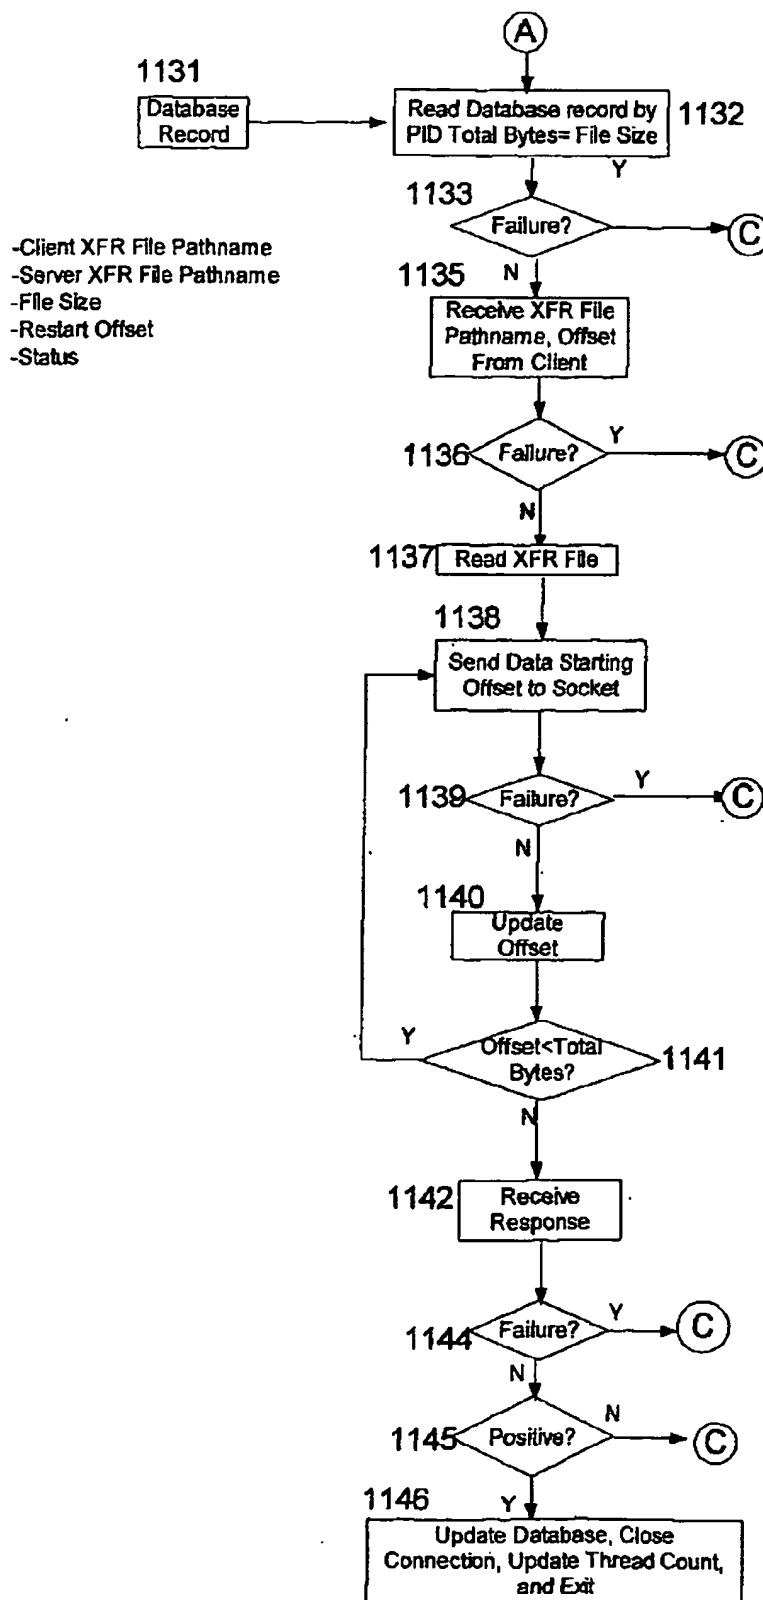 A
1131
Database
Record
Read Database record by
PID Total Bytes= File Size
1132
Y
1133
Failure?
C
-Client XFR File Pathname
-Server XFR File Pathname
-File Size
-Restart Offset
-Status
N
1135
Receive XFR File
Pathname, Offset
From Client
Y
1136
Failure?
C
N
1137
Read XFR File
1138
Send Data Starting
Offset to Socket
Y
1139
Failure?
C
N
1140
Update
Offset
Y
Offset<Total
Bytes?
1141
N
1142
Receive
Response
Y
1144
Failure?
C
N
N
1145
Positive?
C
1146
Y
Update Database, Close
Connection, Update Thread Count,
and Exit